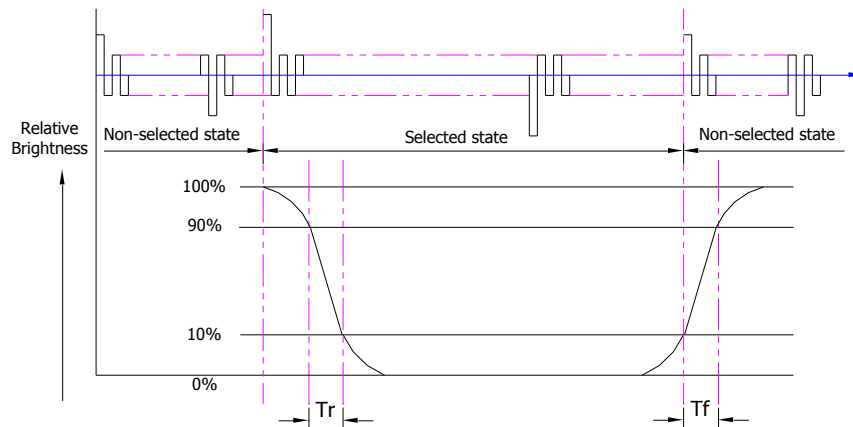 Relative
Brightness
Non-selected state
Selected state
Non-selected state
100%
90%
10%
0%
Tr
Tf